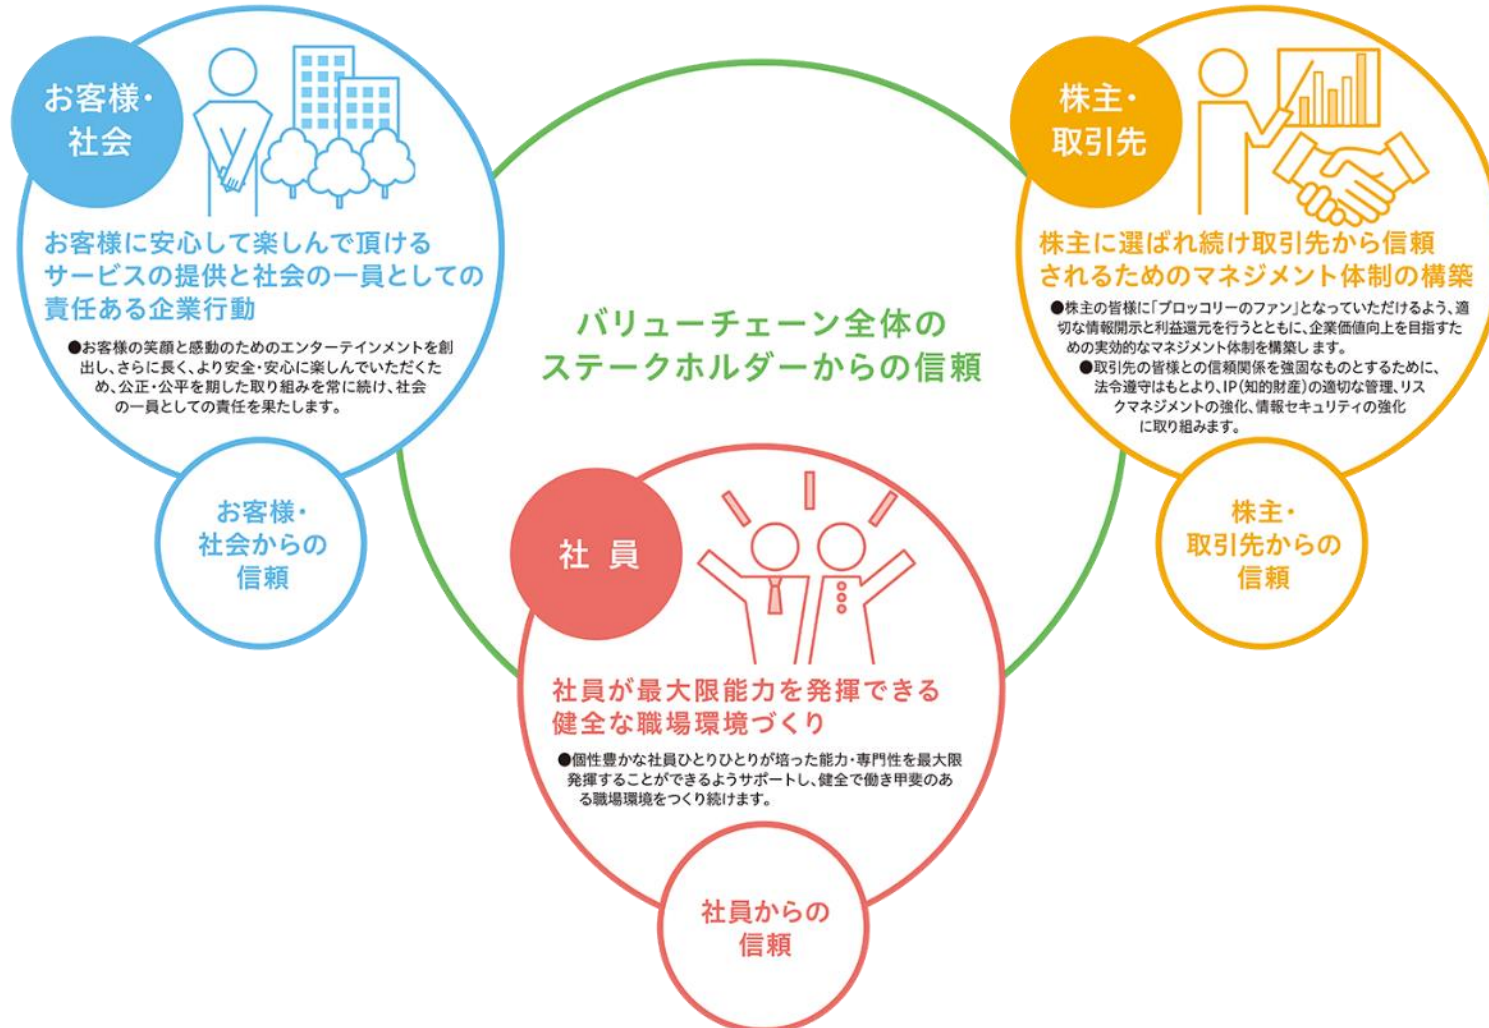 お客様・
社会
お客様に安心して楽しんで頂ける
サービスの提供と社会の一員としての
責任ある企業行動
●お客様の笑顔と感動のためのエンターテインメントを創
出し、さらに長く、より安全・安心に楽しんでいただくた
め、公正・公平を期した取り組みを常に続け、社会
の一員としての責任を果たします。
お客様・
社会からの
信頼
バリューチェーン全体の
ステークホルダーからの信頼
株主・
取引先
株主に選ばれ続け取引先から信頼
されるためのマネジメント体制の構築
●株主の皆様に「ブロッコリーのファン」となっていただけるよう、適
切な情報開示と利益還元を行うとともに、企業価値向上を目指すた
めの実効的なマネジメント体制を構築します。
●取引先の皆様との信頼関係を強固なものとするために、
法令遵守はもとより、IP(知的財産)の適切な管理、リス
クマネジメントの強化、情報セキュリティの強化
に取り組みます。
株主・
取引先からの
信頼
社員
社員が最大限能力を発揮できる
健全な職場環境づくり
●個性豊かな社員ひとりひとりが培った能力・専門性を最大限
発揮することができるようサポートし、健全で働き甲斐のあ
る職場環境をつくり続けます。
社員からの
信頼